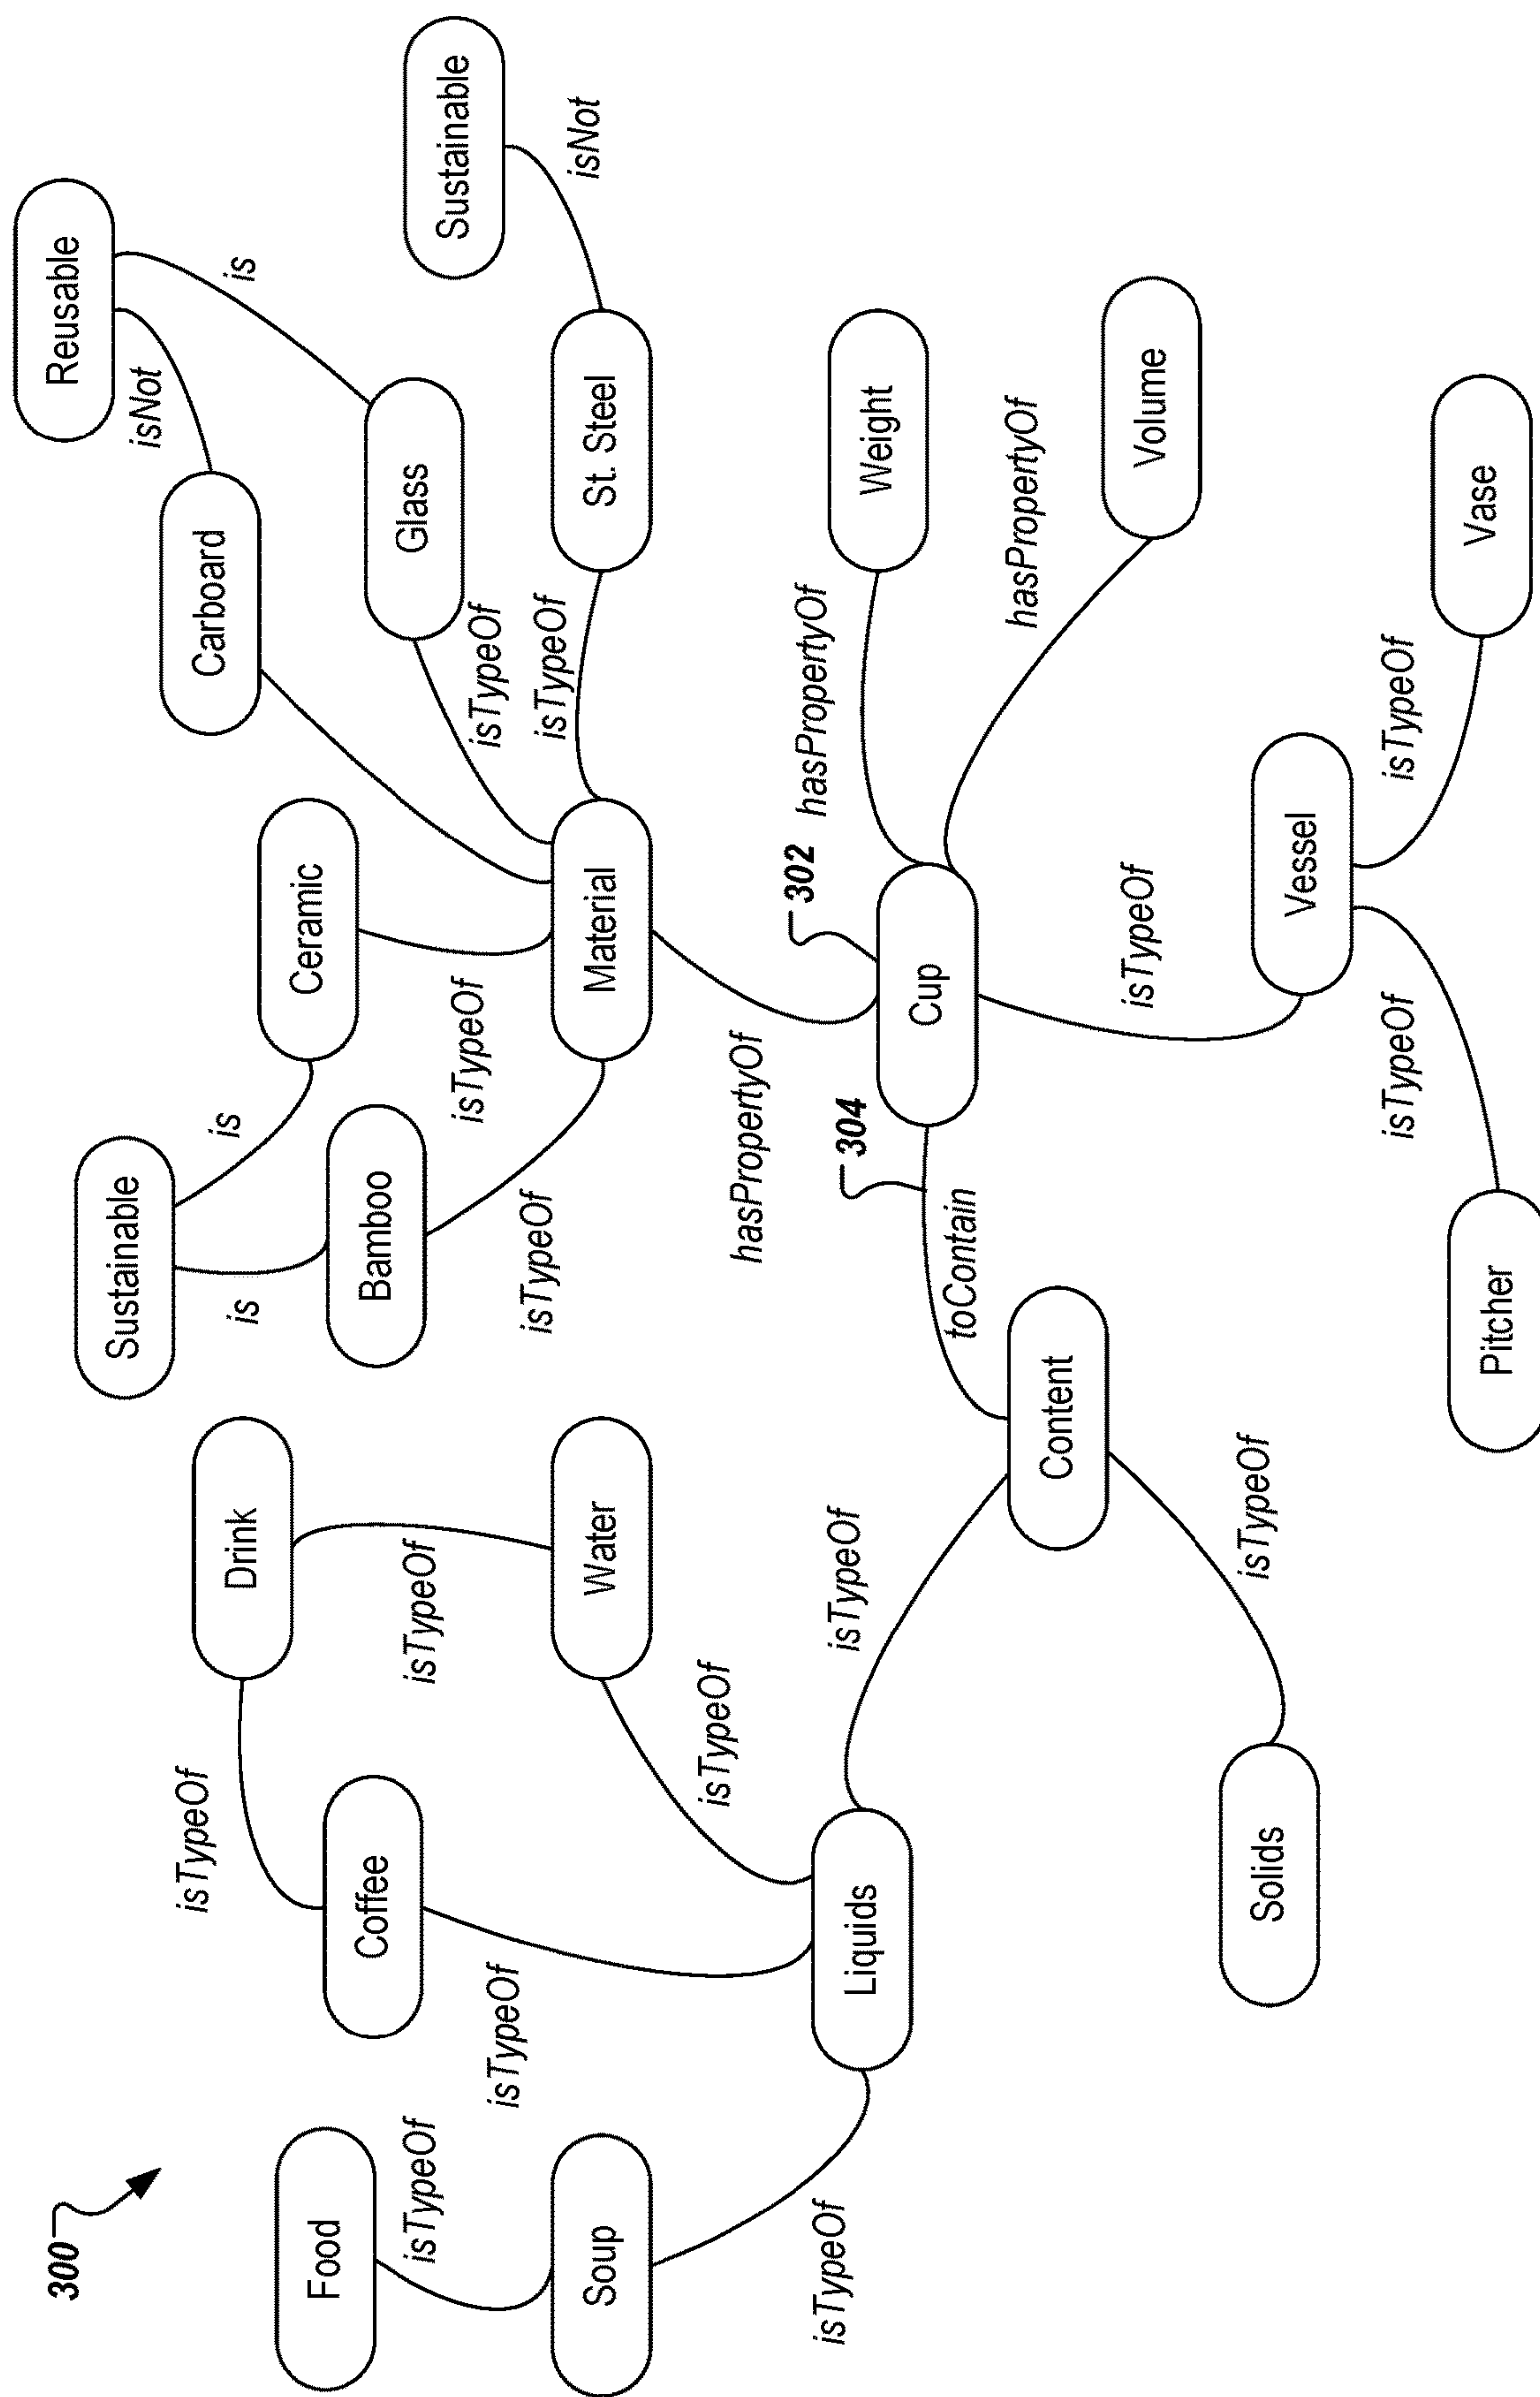 300
Food
isTypeOf
Soup
isTypeOf
isTypeOf
Coffee
isTypeOf
Drink
isTypeOf
Water
isTypeOf
Liquids
isTypeOf
Content
isTypeOf
Solids
Sustainable
is
is
Bamboo
isTypeOf
Ceramic
isTypeOf
Reusable
isNot
is
Carboard
Glass
isTypeOf
isTypeOf
St. Steel
Sustainable
isNot
Material
hasPropertyOf
304
toContain
302
Cup
hasPropertyOf
Weight
hasPropertyOf
Volume
isTypeOf
Vessel
isTypeOf
Pitcher
isTypeOf
Vase